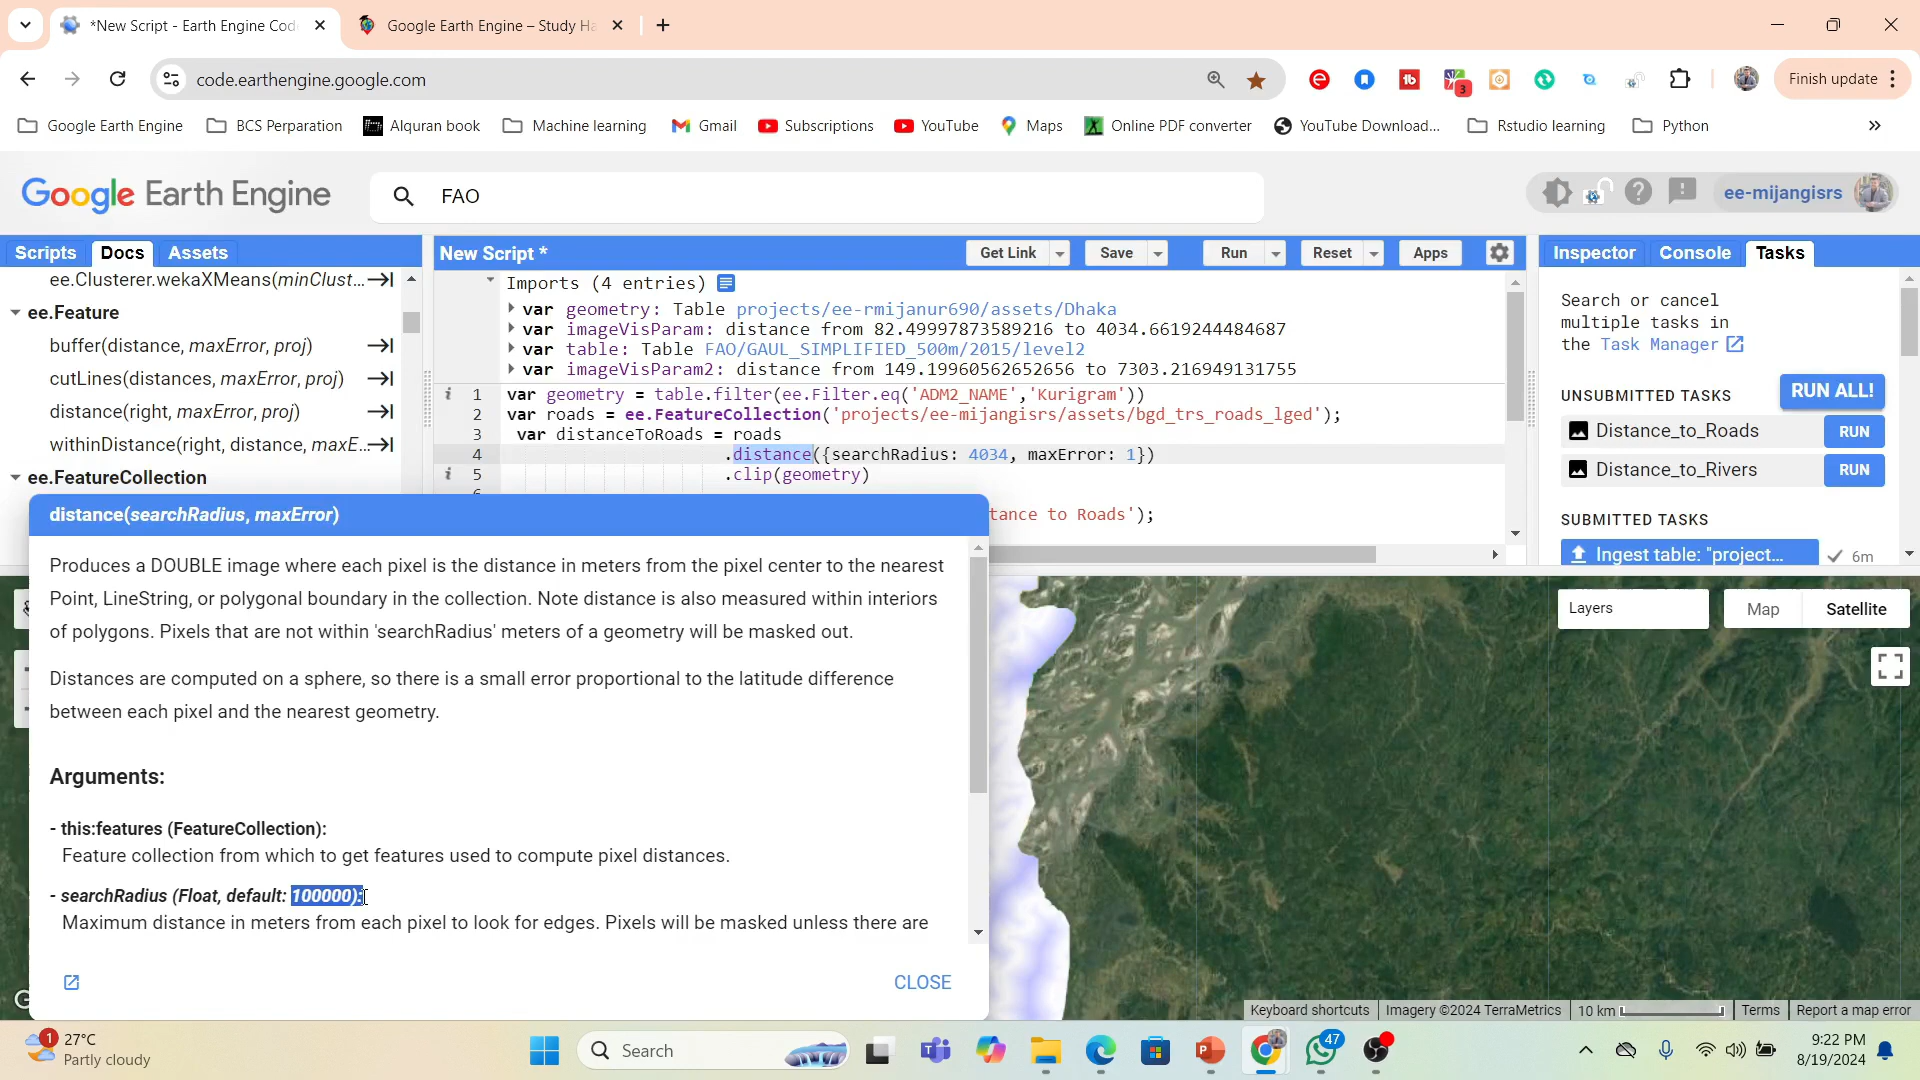 *New Script - Earth Engine Cod
Google Earth Engine – Study Ha
code.earthengine.google.com
Finish update
Google Earth Engine
BCS Perparation
Alquran book
Machine learning
Gmail
Subscriptions
YouTube
Maps
Online PDF converter
YouTube Download...
Rstudio learning
Python
Google Earth Engine
FAO
ee-mijangisrs
Scripts
Docs
Assets
New Script *
Get Link
Save
Run
Reset
Apps
Inspector
Console
Tasks
ee.Clusterer.wekaXMeans(minClust...
ee.Feature
buffer(distance, maxError, proj)
cutLines(distances, maxError, proj)
distance(right, maxError, proj)
withinDistance(right, distance, maxE...
ee.FeatureCollection
Imports (4 entries)
var geometry: Table projects/ee-rmijanur690/assets/Dhaka
var imageVisParam: distance from 82.49997873589216 to 4034.6619244484687
var table: Table FAO/GAUL_SIMPLIFIED_500m/2015/level2
var imageVisParam2: distance from 149.19960562652656 to 7303.216949131755
i 1 var geometry = table.filter(ee.Filter.eq('ADM2_NAME','Kurigram'))
2 var roads = ee.FeatureCollection('projects/ee-mijangisrs/assets/bgd_trs_roads_lged');
3 var distanceToRoads = roads
4 .distance({searchRadius: 4034, maxError: 1})
i 5 .clip(geometry)
tance to Roads');
Search or cancel
multiple tasks in
the Task Manager
UNSUBMITTED TASKS
RUN ALL!
Distance_to_Roads
RUN
Distance_to_Rivers
RUN
SUBMITTED TASKS
Ingest table: "project...
6m
distance(searchRadius, maxError)
Produces a DOUBLE image where each pixel is the distance in meters from the pixel center to the nearest
Point, LineString, or polygonal boundary in the collection. Note distance is also measured within interiors
of polygons. Pixels that are not within 'searchRadius' meters of a geometry will be masked out.
Distances are computed on a sphere, so there is a small error proportional to the latitude difference
between each pixel and the nearest geometry.
Arguments:
- this:features (FeatureCollection):
Feature collection from which to get features used to compute pixel distances.
- searchRadius (Float, default: 100000):
Maximum distance in meters from each pixel to look for edges. Pixels will be masked unless there are
CLOSE
Layers
Map
Satellite
Keyboard shortcuts
Imagery ©2024 TerraMetrics
10 km
Terms
Report a map error
1
27°C
Partly cloudy
Search
47
9:22 PM
8/19/2024